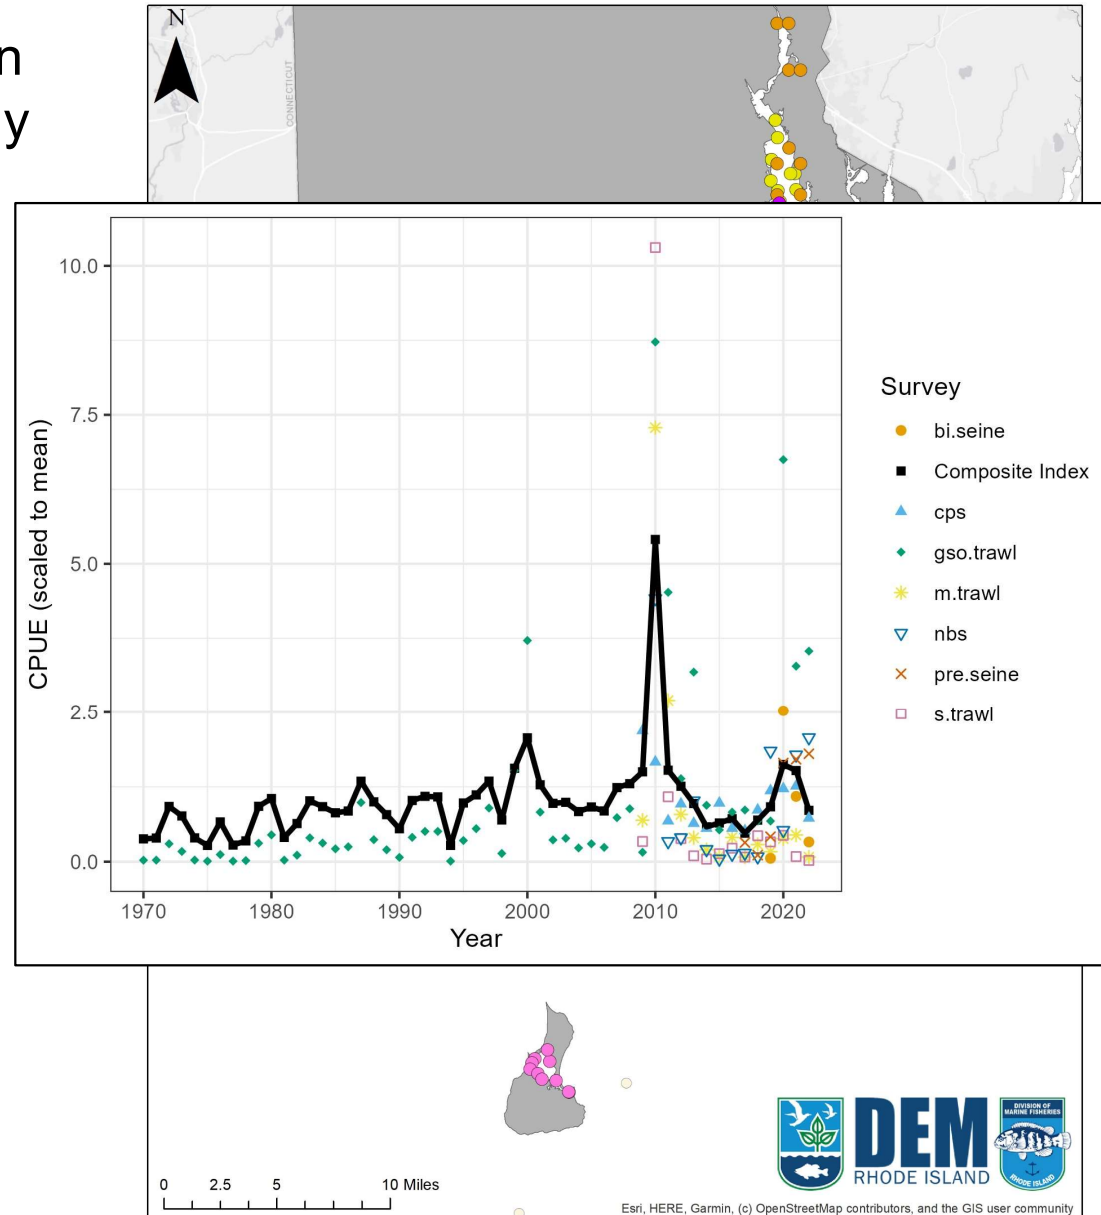 n
y
N
CONNECTICUT
10.0
7.5
5.0
2.5
0.0
CPUE (scaled to mean)
1970 1980 1990 2000 2010 2020
Year
Survey
bi.seine
Composite Index
cps
gso.trawl
m.trawl
nbs
pre.seine
s.trawl
0 2.5 5 10 Miles
DEM
RHODE ISLAND
DIVISION OF
MARINE FISHERIES
RHODE ISLAND
Esri, HERE, Garmin, (c) OpenStreetMap contributors, and the GIS user community